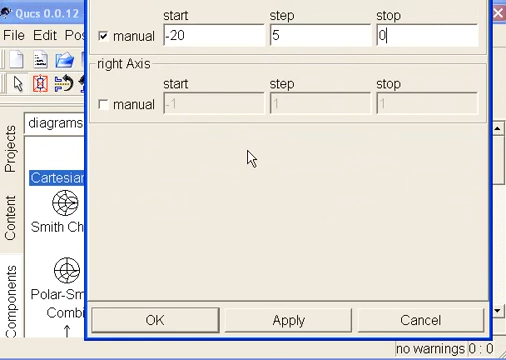 Qucs 0.0.12
File Edit Pos
start step stop
manual -20 5 0
right Axis
start step stop
manual -1 1 1
Projects
Content
Components
diagrams
Cartesian
Smith Ch
Polar-Sm
Combi
OK Apply Cancel
no warnings 0 : 0